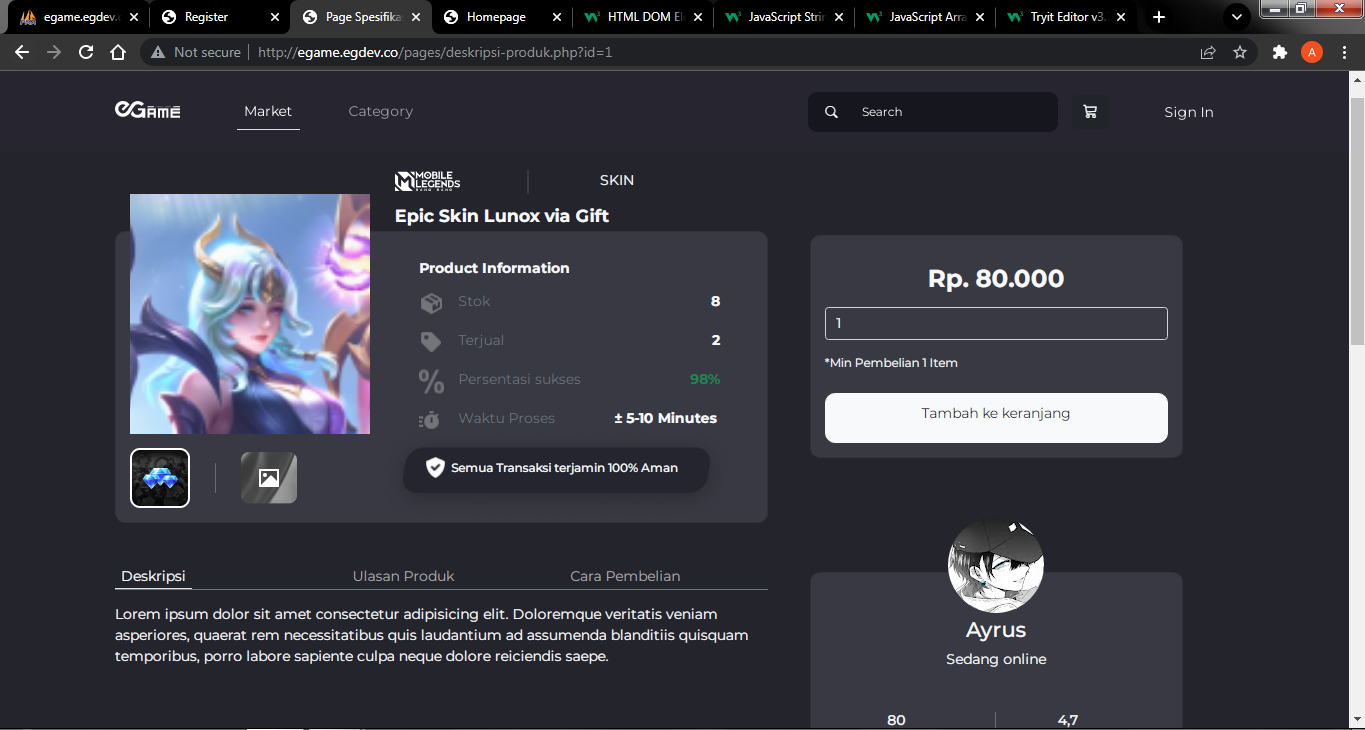 egame.egdev.c
Register
Page Spesifika
Homepage
HTML DOM El
JavaScript Strin
JavaScript Arra
Tryit Editor v3.
Not secure
http://egame.egdev.co/pages/deskripsi-produk.php?id=1
A
eGAME
Market
Category
Search
Sign In
MOBILE LEGENDS
BANG BANG
SKIN
Epic Skin Lunox via Gift
Product Information
Stok
8
Terjual
2
Persentasi sukses
98%
Waktu Proses
± 5-10 Minutes
Semua Transaksi terjamin 100% Aman
Rp. 80.000
1
*Min Pembelian 1 Item
Tambah ke keranjang
Deskripsi
Ulasan Produk
Cara Pembelian
Lorem ipsum dolor sit amet consectetur adipisicing elit. Doloremque veritatis veniam
asperiores, quaerat rem necessitatibus quis laudantium ad assumenda blanditiis quisquam
temporibus, porro labore sapiente culpa neque dolore reiciendis saepe.
Ayrus
Sedang online
80
4,7